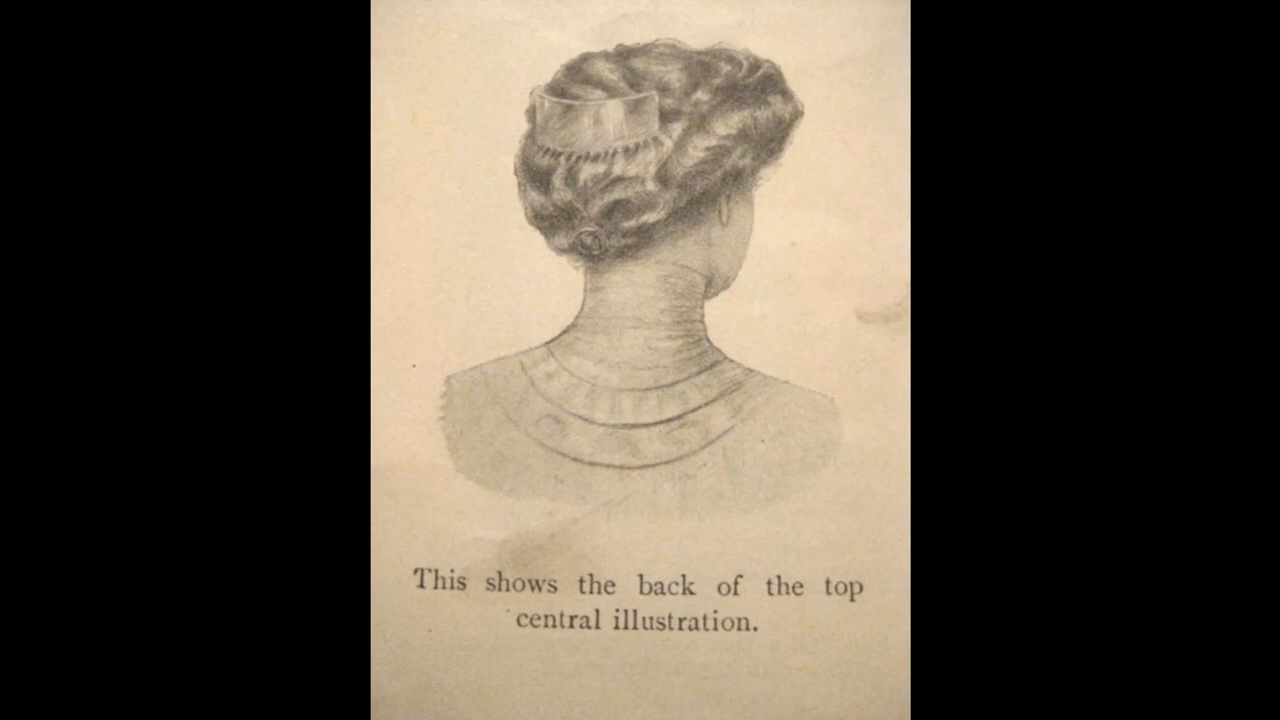 This shows the back of the top
central illustration.